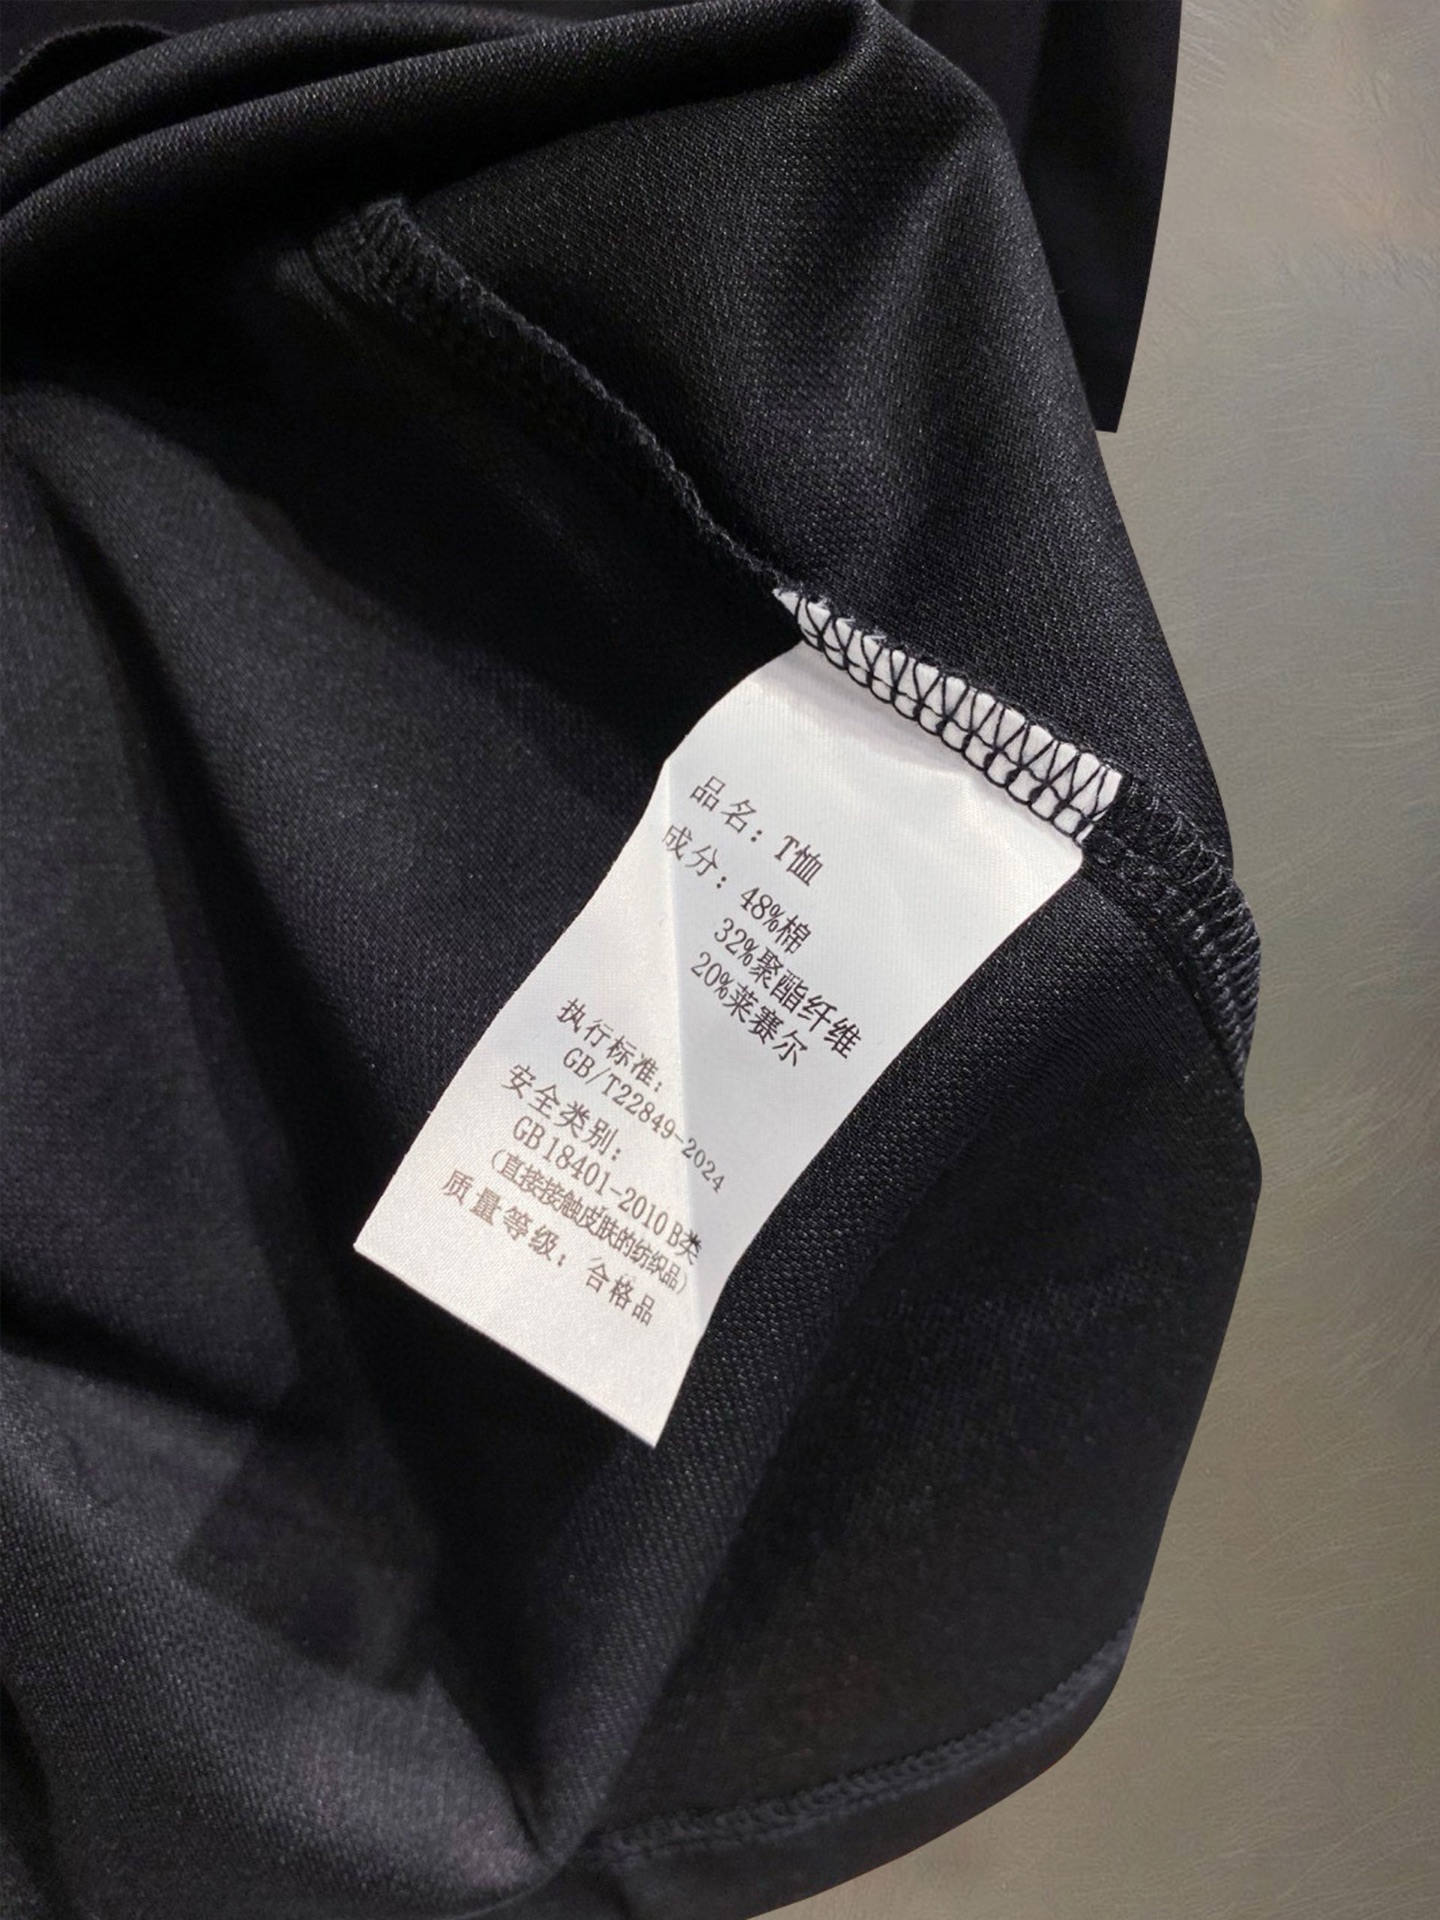 品名：T恤
成分：48%棉
32%聚酯纤维
20%莱赛尔
执行标准：
GB/T22849-2024
安全类别：
GB 18401-2010 B类
(直接接触皮肤的纺织品)
质量等级：合格品